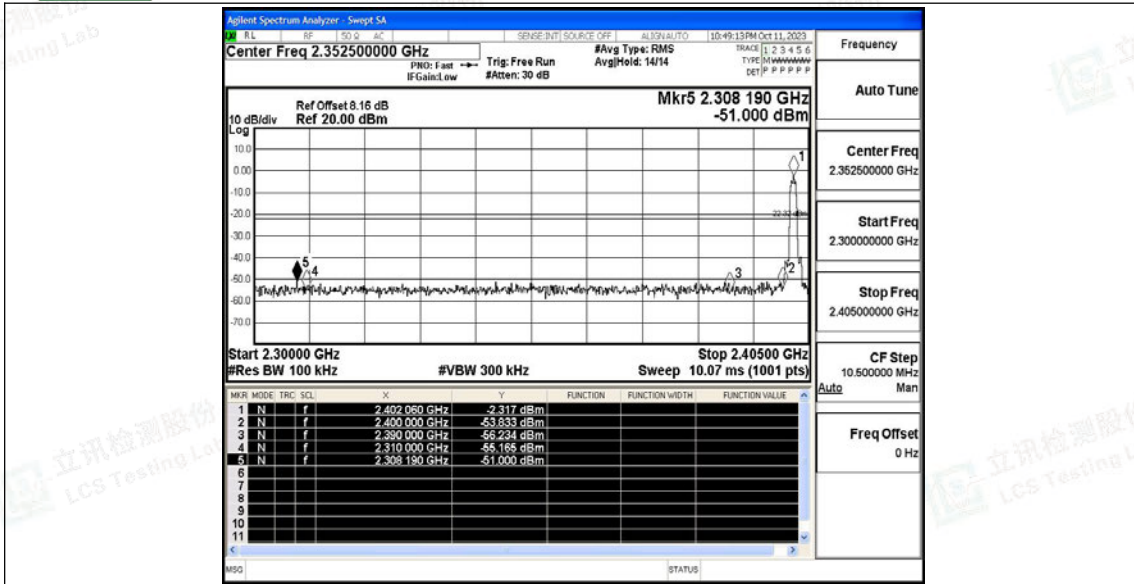 Agilent Spectrum Analyzer - Swept SA
RL RF 50 Ω AC SENSE:INT SOURCE OFF ALIGNAUTO 10:49:13PM Oct 11, 2023
Center Freq 2.352500000 GHz #Avg Type: RMS TRACE 1 2 3 4 5 6
PNO: Fast Trig: Free Run Avg|Hold: 14/14 TYPE M
IFGain:Low #Atten: 30 dB DET P P P P P P
Frequency
Auto Tune
Ref Offset 8.16 dB Mkr5 2.308 190 GHz
10 dB/div Ref 20.00 dBm -51.000 dBm
Log
10.0
0.00
-10.0
-20.0
-30.0
-40.0
-50.0
-60.0
-70.0
1
2
3
4
5
Center Freq
2.352500000 GHz
Start Freq
2.300000000 GHz
Stop Freq
2.405000000 GHz
CF Step
10.500000 MHz
Auto Man
Freq Offset
0 Hz
Start 2.30000 GHz Stop 2.40500 GHz
#Res BW 100 kHz #VBW 300 kHz Sweep 10.07 ms (1001 pts)
MKR MODE TRC SCL X Y FUNCTION FUNCTION WIDTH FUNCTION VALUE
1 N f 2.402 060 GHz -2.317 dBm
2 N f 2.400 000 GHz -53.833 dBm
3 N f 2.390 000 GHz -56.234 dBm
4 N f 2.310 000 GHz -55.165 dBm
5 N f 2.308 190 GHz -51.000 dBm
6
7
8
9
10
11
MSG STATUS
立讯检测股份
LCS Testing Lab